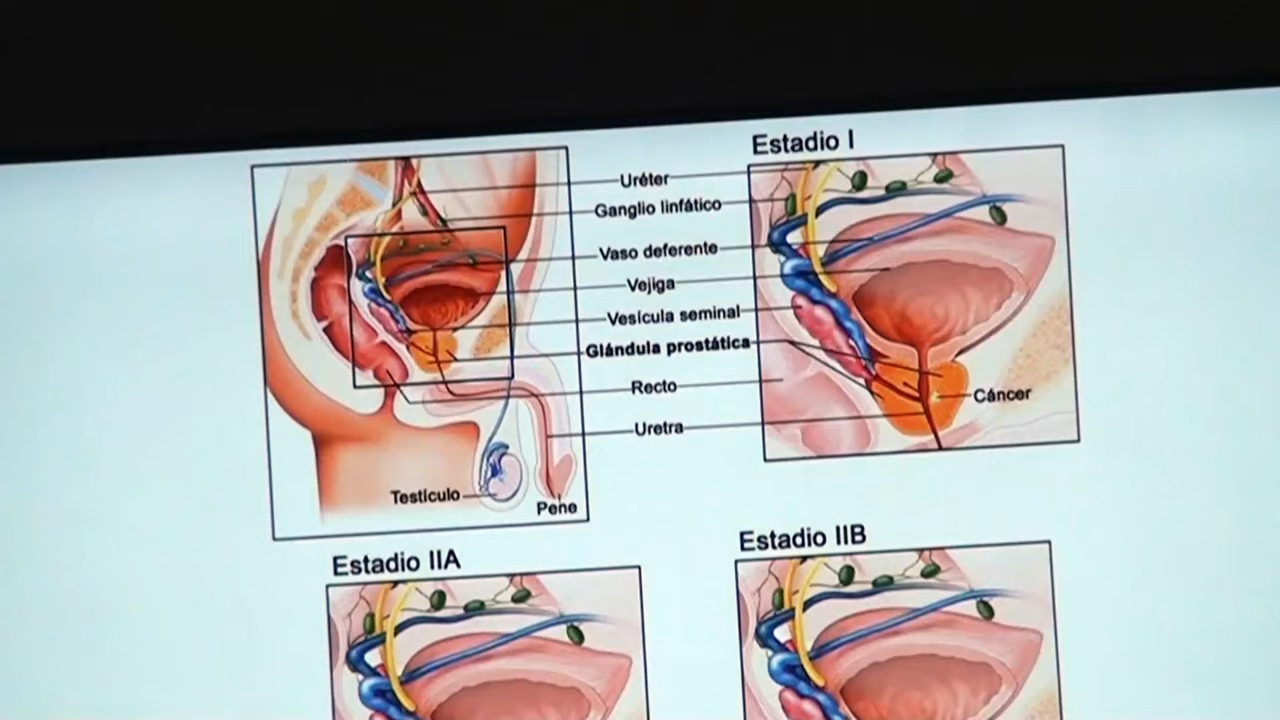 Estadio I
Uréter
Ganglio linfático
Vaso deferente
Vejiga
Vesícula seminal
Glándula prostática
Recto
Cáncer
Uretra
Testículo
Pene
Estadio IIA
Estadio IIB